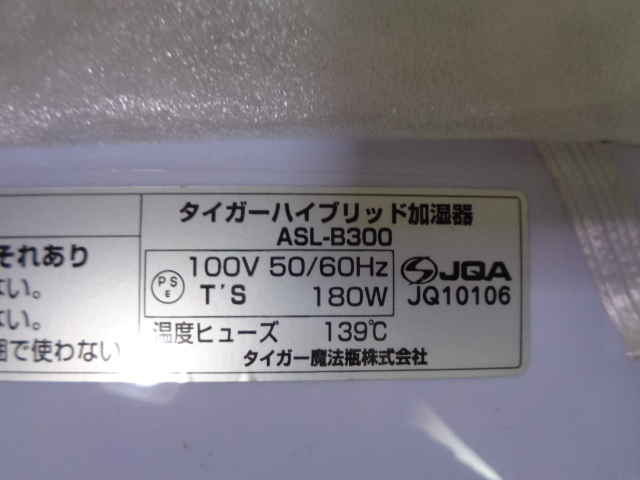 それあり
ない。
ない。
囲で使わない
タイガーハイブリッド加湿器
ASL-B300
PSE
100V 50/60Hz
T'S 180W
JQA
JQ10106
温度ヒューズ 139℃
タイガー魔法瓶株式会社